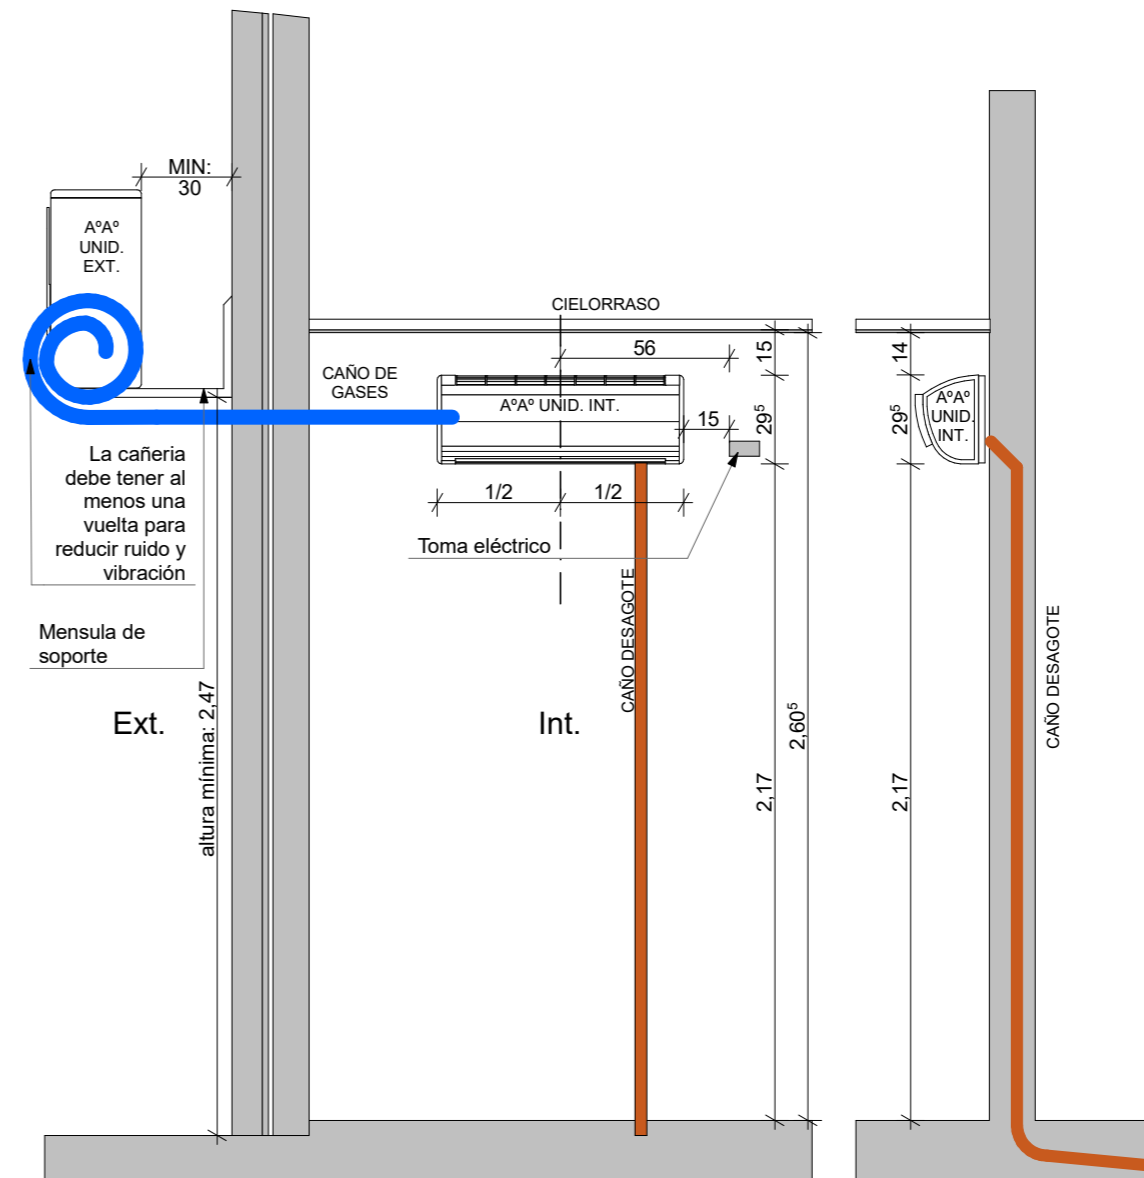 MIN:
30
AºAº
UNID.
EXT.
CIELORRASO
56
15
14
CAÑO DE
GASES
AºAº UNID. INT.
15
29⁵
29⁵
AºAº
UNID.
INT.
La cañeria
debe tener al
menos una
vuelta para
reducir ruido y
vibración
1/2
1/2
Toma eléctrico
CAÑO DESAGOTE
CAÑO DESAGOTE
Mensula de
soporte
Ext.
altura mínima: 2,47
Int.
2,60⁵
2,17
2,17